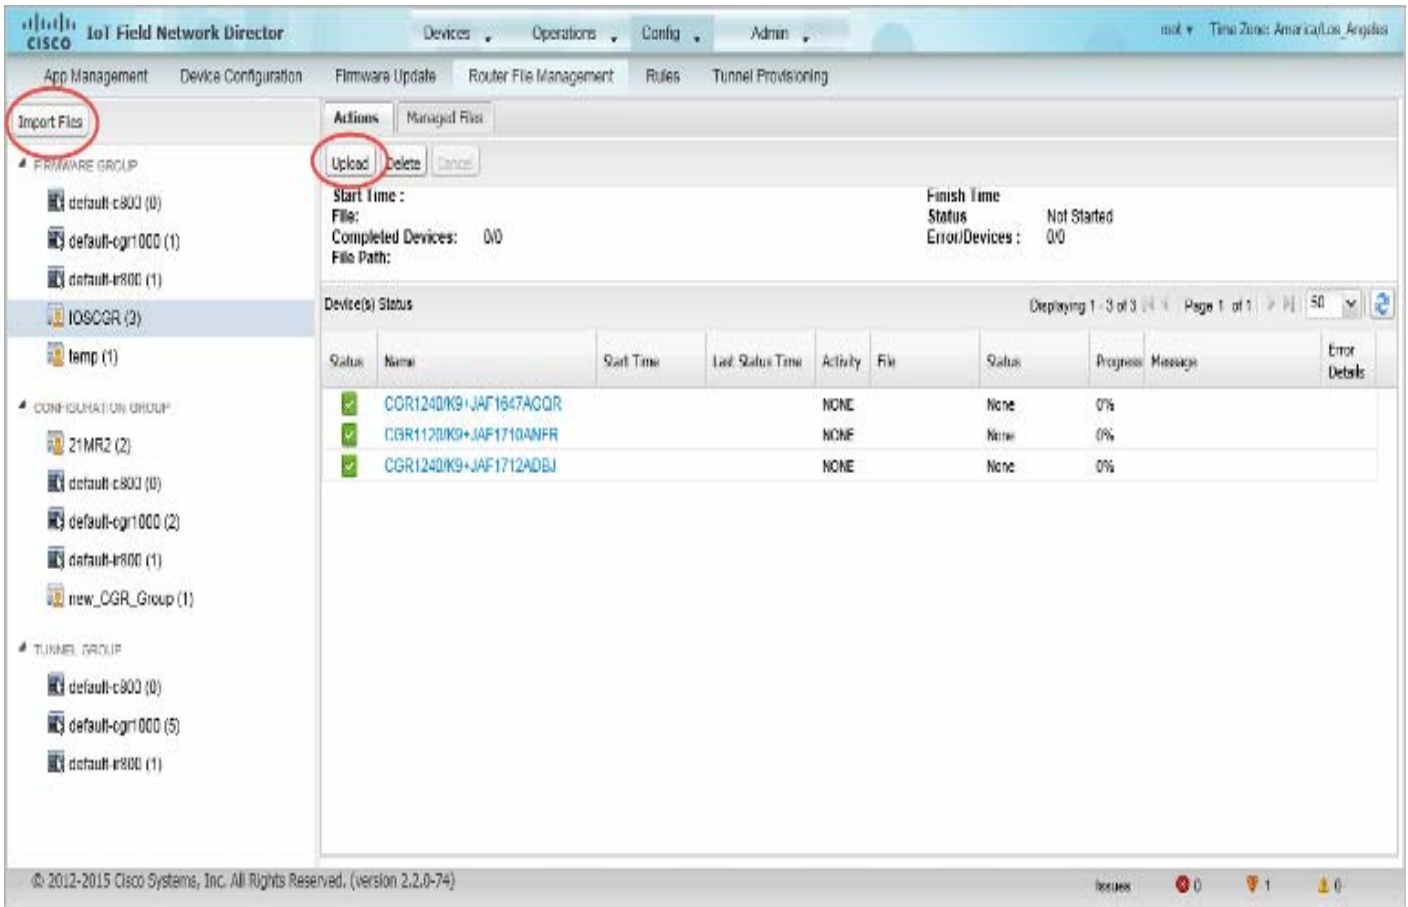 CISCO IoT Field Network Director
Devices Operations Config Admin
root Time Zone: America/Los_Angeles
App Management Device Configuration Firmware Update Router File Management Rules Tunnel Provisioning
Import Files
FIRMWARE GROUP
default-c800 (0)
default-cgr1000 (1)
default-ir800 (1)
IOSCGR (3)
temp (1)
CONFIGURATION GROUP
21MR2 (2)
default-c800 (0)
default-cgr1000 (2)
default-ir800 (1)
new_CGR_Group (1)
TUNNEL GROUP
default-c800 (0)
default-cgr1000 (5)
default-ir800 (1)
Actions Managed Files
Upload Delete Cancel
Start Time :
File:
Completed Devices: 0/0
File Path:
Finish Time
Status Not Started
Error/Devices : 0/0
Device(s) Status
Displaying 1 - 3 of 3 Page 1 of 1 50
Status Name Start Time Last Status Time Activity File Status Progress Message Error Details
CGR1240/K9+JAF1647AGQR NONE None 0%
CGR1120/K9+JAF1710ANFR NONE None 0%
CGR1240/K9+JAF1712ADBJ NONE None 0%
© 2012-2015 Cisco Systems, Inc. All Rights Reserved. (version 2.2.0-74)
Issues 0 1 0